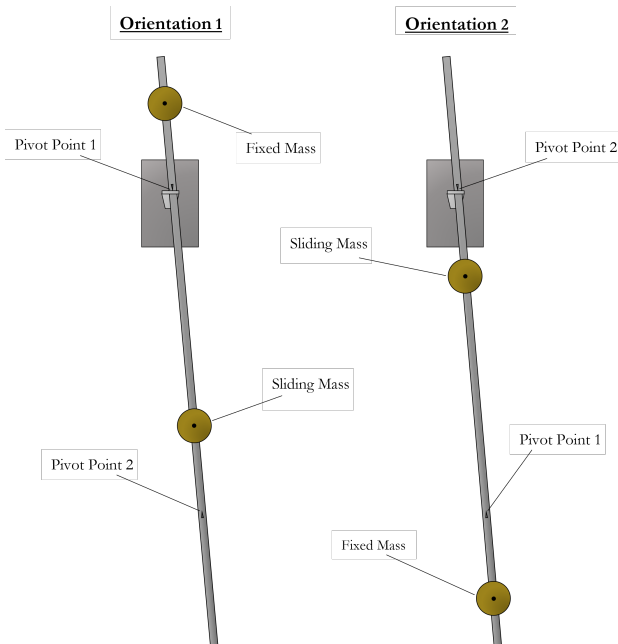 Orientation 1
Orientation 2
Pivot Point 1
Fixed Mass
Pivot Point 2
Sliding Mass
Sliding Mass
Pivot Point 2
Pivot Point 1
Fixed Mass